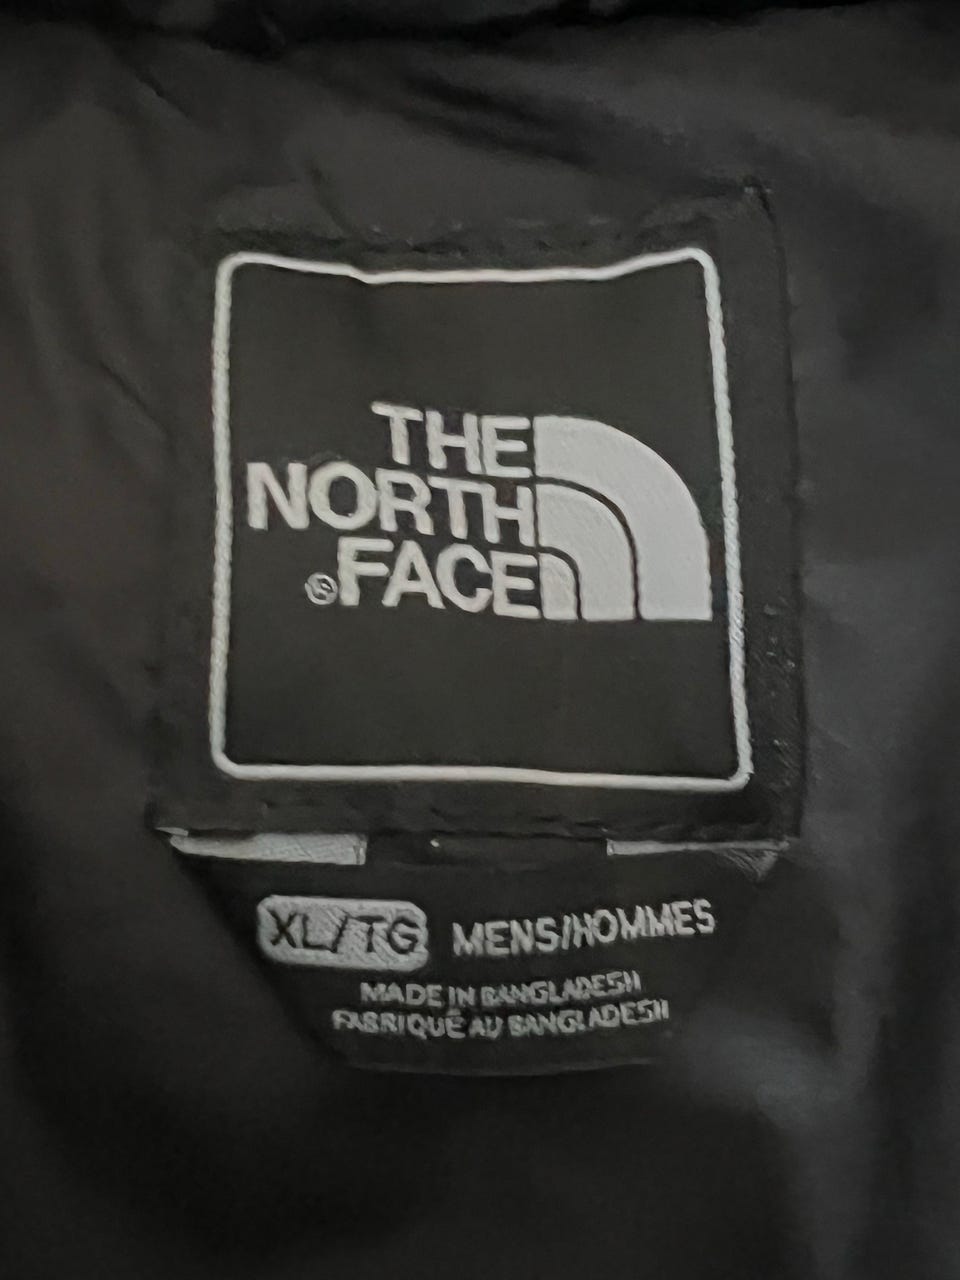 THE
NORTH
®FACE
XL/TG MENS/HOMMES
MADE IN BANGLADESH
FABRIQUÉ AU BANGLADESH